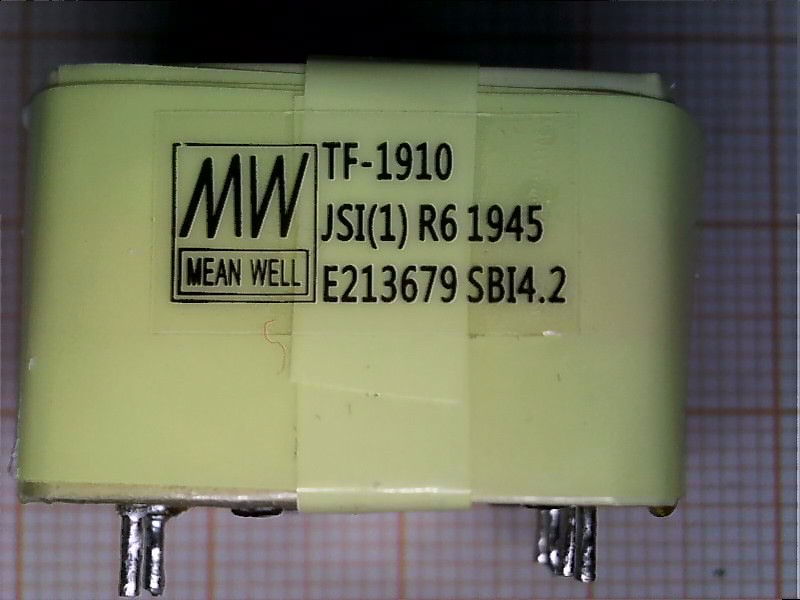 MW
MEAN WELL
TF-1910
JSI(1) R6 1945
E213679 SBI4.2